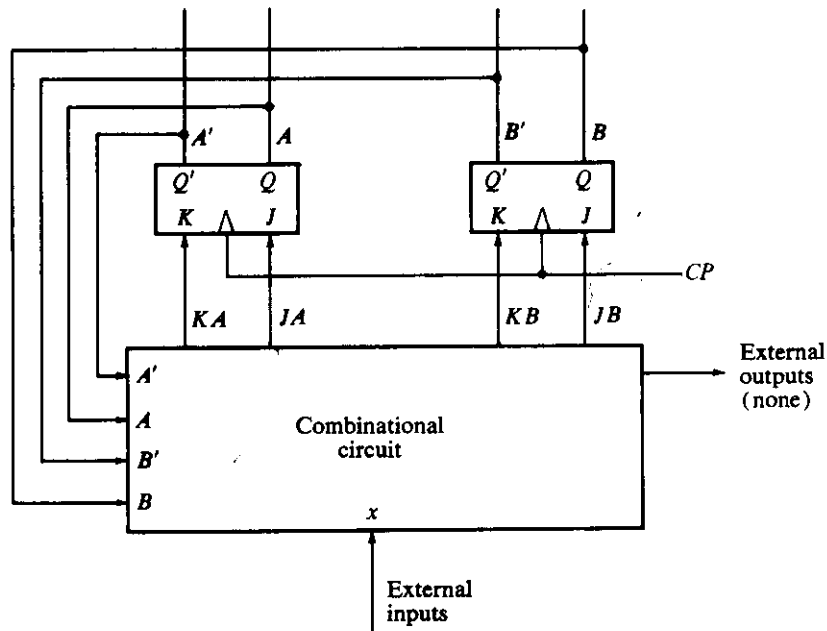 A' A B' B
Q' Q Q' Q
K J K J
CP
KA JA KB JB
External
outputs
(none)
A'
A
Combinational
circuit
B'
B
x
External
inputs